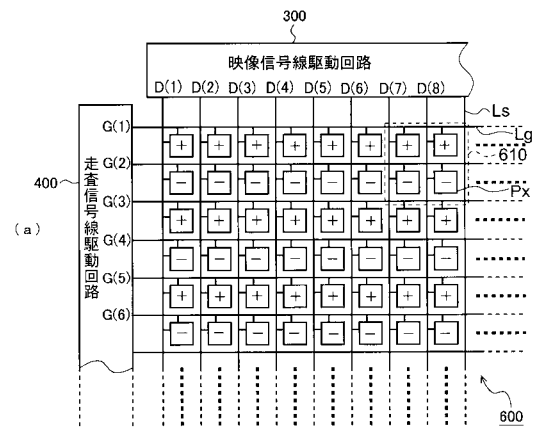 300
映像信号線駆動回路
D(1) D(2) D(3) D(4) D(5) D(6) D(7) D(8)
Ls
G(1)
Lg
+ + + + + + + +
610
G(2)
400
走査信号線駆動回路
− − − − − − − −
Px
G(3)
(a)
+ + + + + + + +
G(4)
− − − − − − − −
G(5)
+ + + + + + + +
G(6)
− − − − − − − −
600